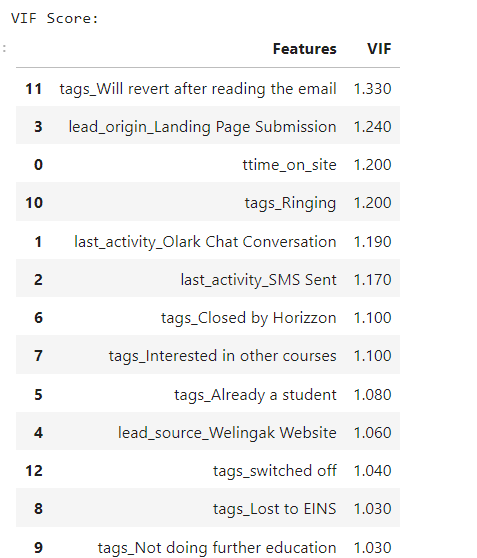 VIF Score:
:
Features VIF
11 tags_Will revert after reading the email 1.330
3 lead_origin_Landing Page Submission 1.240
0 ttime_on_site 1.200
10 tags_Ringing 1.200
1 last_activity_Olark Chat Conversation 1.190
2 last_activity_SMS Sent 1.170
6 tags_Closed by Horizzon 1.100
7 tags_Interested in other courses 1.100
5 tags_Already a student 1.080
4 lead_source_Welingak Website 1.060
12 tags_switched off 1.040
8 tags_Lost to EINS 1.030
9 tags_Not doing further education 1.030